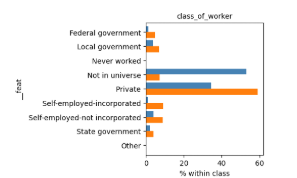 class_of_worker
__feat
Federal government
Local government
Never worked
Not in universe
Private
Self-employed-incorporated
Self-employed-not incorporated
State government
Other
0
20
40
60
% within class